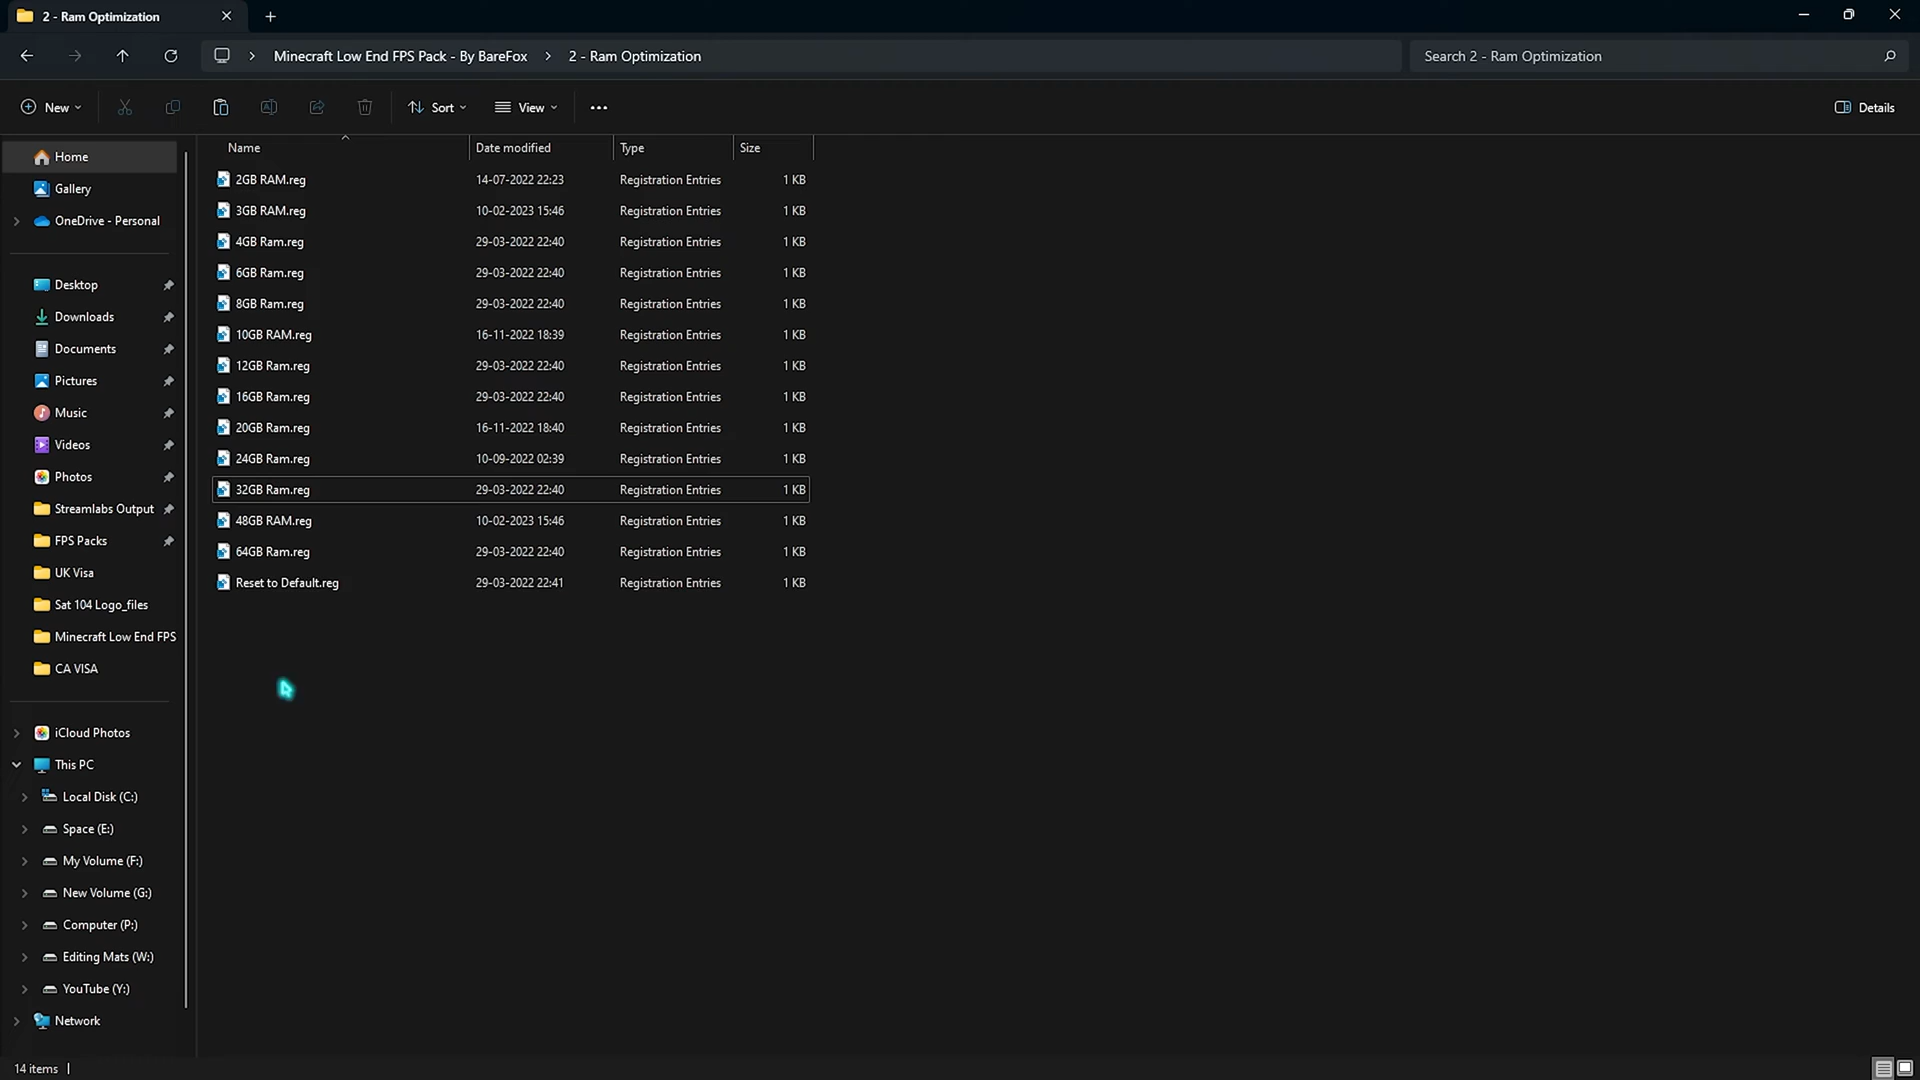 2 - Ram Optimization
Minecraft Low End FPS Pack - By BareFox > 2 - Ram Optimization
Search 2 - Ram Optimization
New Sort View Details
Name Date modified Type Size
2GB RAM.reg 14-07-2022 22:23 Registration Entries 1 KB
3GB RAM.reg 10-02-2023 15:46 Registration Entries 1 KB
4GB Ram.reg 29-03-2022 22:40 Registration Entries 1 KB
6GB Ram.reg 29-03-2022 22:40 Registration Entries 1 KB
8GB Ram.reg 29-03-2022 22:40 Registration Entries 1 KB
10GB RAM.reg 16-11-2022 18:39 Registration Entries 1 KB
12GB Ram.reg 29-03-2022 22:40 Registration Entries 1 KB
16GB Ram.reg 29-03-2022 22:40 Registration Entries 1 KB
20GB Ram.reg 16-11-2022 18:40 Registration Entries 1 KB
24GB Ram.reg 10-09-2022 02:39 Registration Entries 1 KB
32GB Ram.reg 29-03-2022 22:40 Registration Entries 1 KB
48GB RAM.reg 10-02-2023 15:46 Registration Entries 1 KB
64GB Ram.reg 29-03-2022 22:40 Registration Entries 1 KB
Reset to Default.reg 29-03-2022 22:41 Registration Entries 1 KB
Home
Gallery
OneDrive - Personal
Desktop
Downloads
Documents
Pictures
Music
Videos
Photos
Streamlabs Output
FPS Packs
UK Visa
Sat 104 Logo_files
Minecraft Low End FPS
CA VISA
iCloud Photos
This PC
Local Disk (C:)
Space (E:)
My Volume (F:)
New Volume (G:)
Computer (P:)
Editing Mats (W:)
YouTube (Y:)
Network
14 items